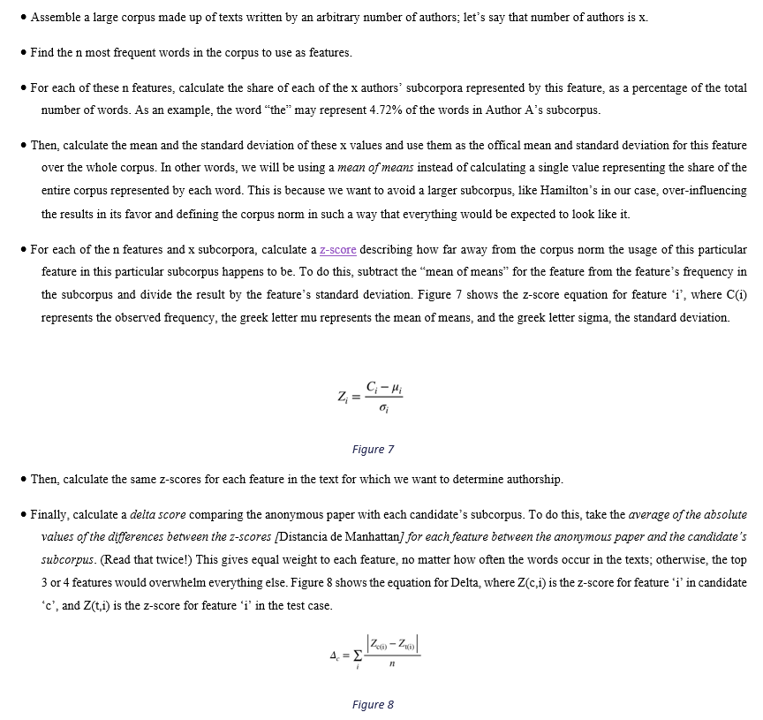 • Assemble a large corpus made up of texts written by an arbitrary number of authors; let’s say that number of authors is x.
• Find the n most frequent words in the corpus to use as features.
• For each of these n features, calculate the share of each of the x authors’ subcorpora represented by this feature, as a percentage of the total
number of words. As an example, the word “the” may represent 4.72% of the words in Author A’s subcorpus.
• Then, calculate the mean and the standard deviation of these x values and use them as the offical mean and standard deviation for this feature
over the whole corpus. In other words, we will be using a mean of means instead of calculating a single value representing the share of the
entire corpus represented by each word. This is because we want to avoid a larger subcorpus, like Hamilton’s in our case, over-influencing
the results in its favor and defining the corpus norm in such a way that everything would be expected to look like it.
• For each of the n features and x subcorpora, calculate a z-score describing how far away from the corpus norm the usage of this particular
feature in this particular subcorpus happens to be. To do this, subtract the “mean of means” for the feature from the feature’s frequency in
the subcorpus and divide the result by the feature’s standard deviation. Figure 7 shows the z-score equation for feature ‘i’, where C(i)
represents the observed frequency, the greek letter mu represents the mean of means, and the greek letter sigma, the standard deviation.
Z_i = (C_i − μ_i) / σ_i
Figure 7
• Then, calculate the same z-scores for each feature in the text for which we want to determine authorship.
• Finally, calculate a delta score comparing the anonymous paper with each candidate’s subcorpus. To do this, take the average of the absolute
values of the differences between the z-scores [Distancia de Manhattan] for each feature between the anonymous paper and the candidate’s
subcorpus. (Read that twice!) This gives equal weight to each feature, no matter how often the words occur in the texts; otherwise, the top
3 or 4 features would overwhelm everything else. Figure 8 shows the equation for Delta, where Z(c,i) is the z-score for feature ‘i’ in candidate
‘c’, and Z(t,i) is the z-score for feature ‘i’ in the test case.
Δ_c = Σ_i |Z_c(i) − Z_t(i)| / n
Figure 8